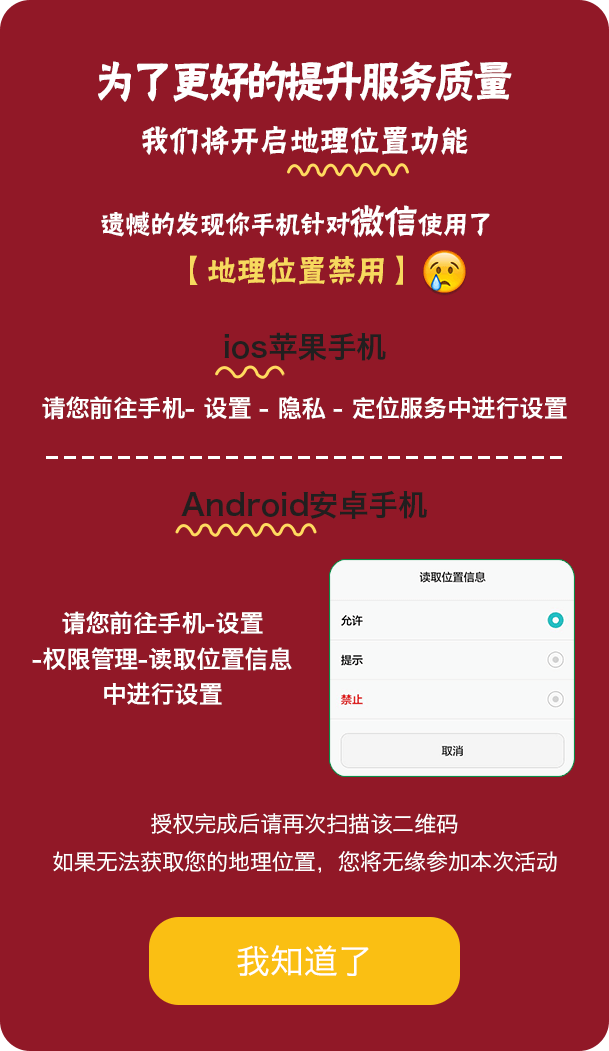 为了更好的提升服务质量
我们将开启地理位置功能
遗憾的发现你手机针对微信使用了
【地理位置禁用】
ios苹果手机
请您前往手机- 设置 - 隐私 - 定位服务中进行设置
Android安卓手机
请您前往手机-设置
-权限管理-读取位置信息
中进行设置
读取位置信息
允许
提示
禁止
取消
授权完成后请再次扫描该二维码
如果无法获取您的地理位置，您将无缘参加本次活动
我知道了